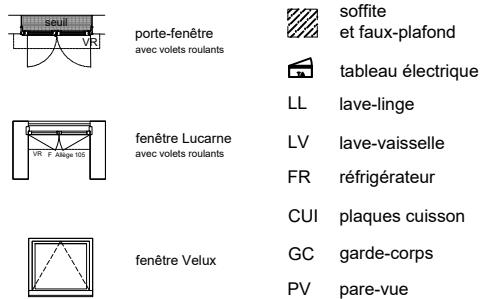 seuil
VR
porte-fenêtre
avec volets roulants
VR F Allège 105
fenêtre Lucarne
avec volets roulants
fenêtre Velux
soffite
et faux-plafond
TA
tableau électrique
LL lave-linge
LV lave-vaisselle
FR réfrigérateur
CUI plaques cuisson
GC garde-corps
PV pare-vue